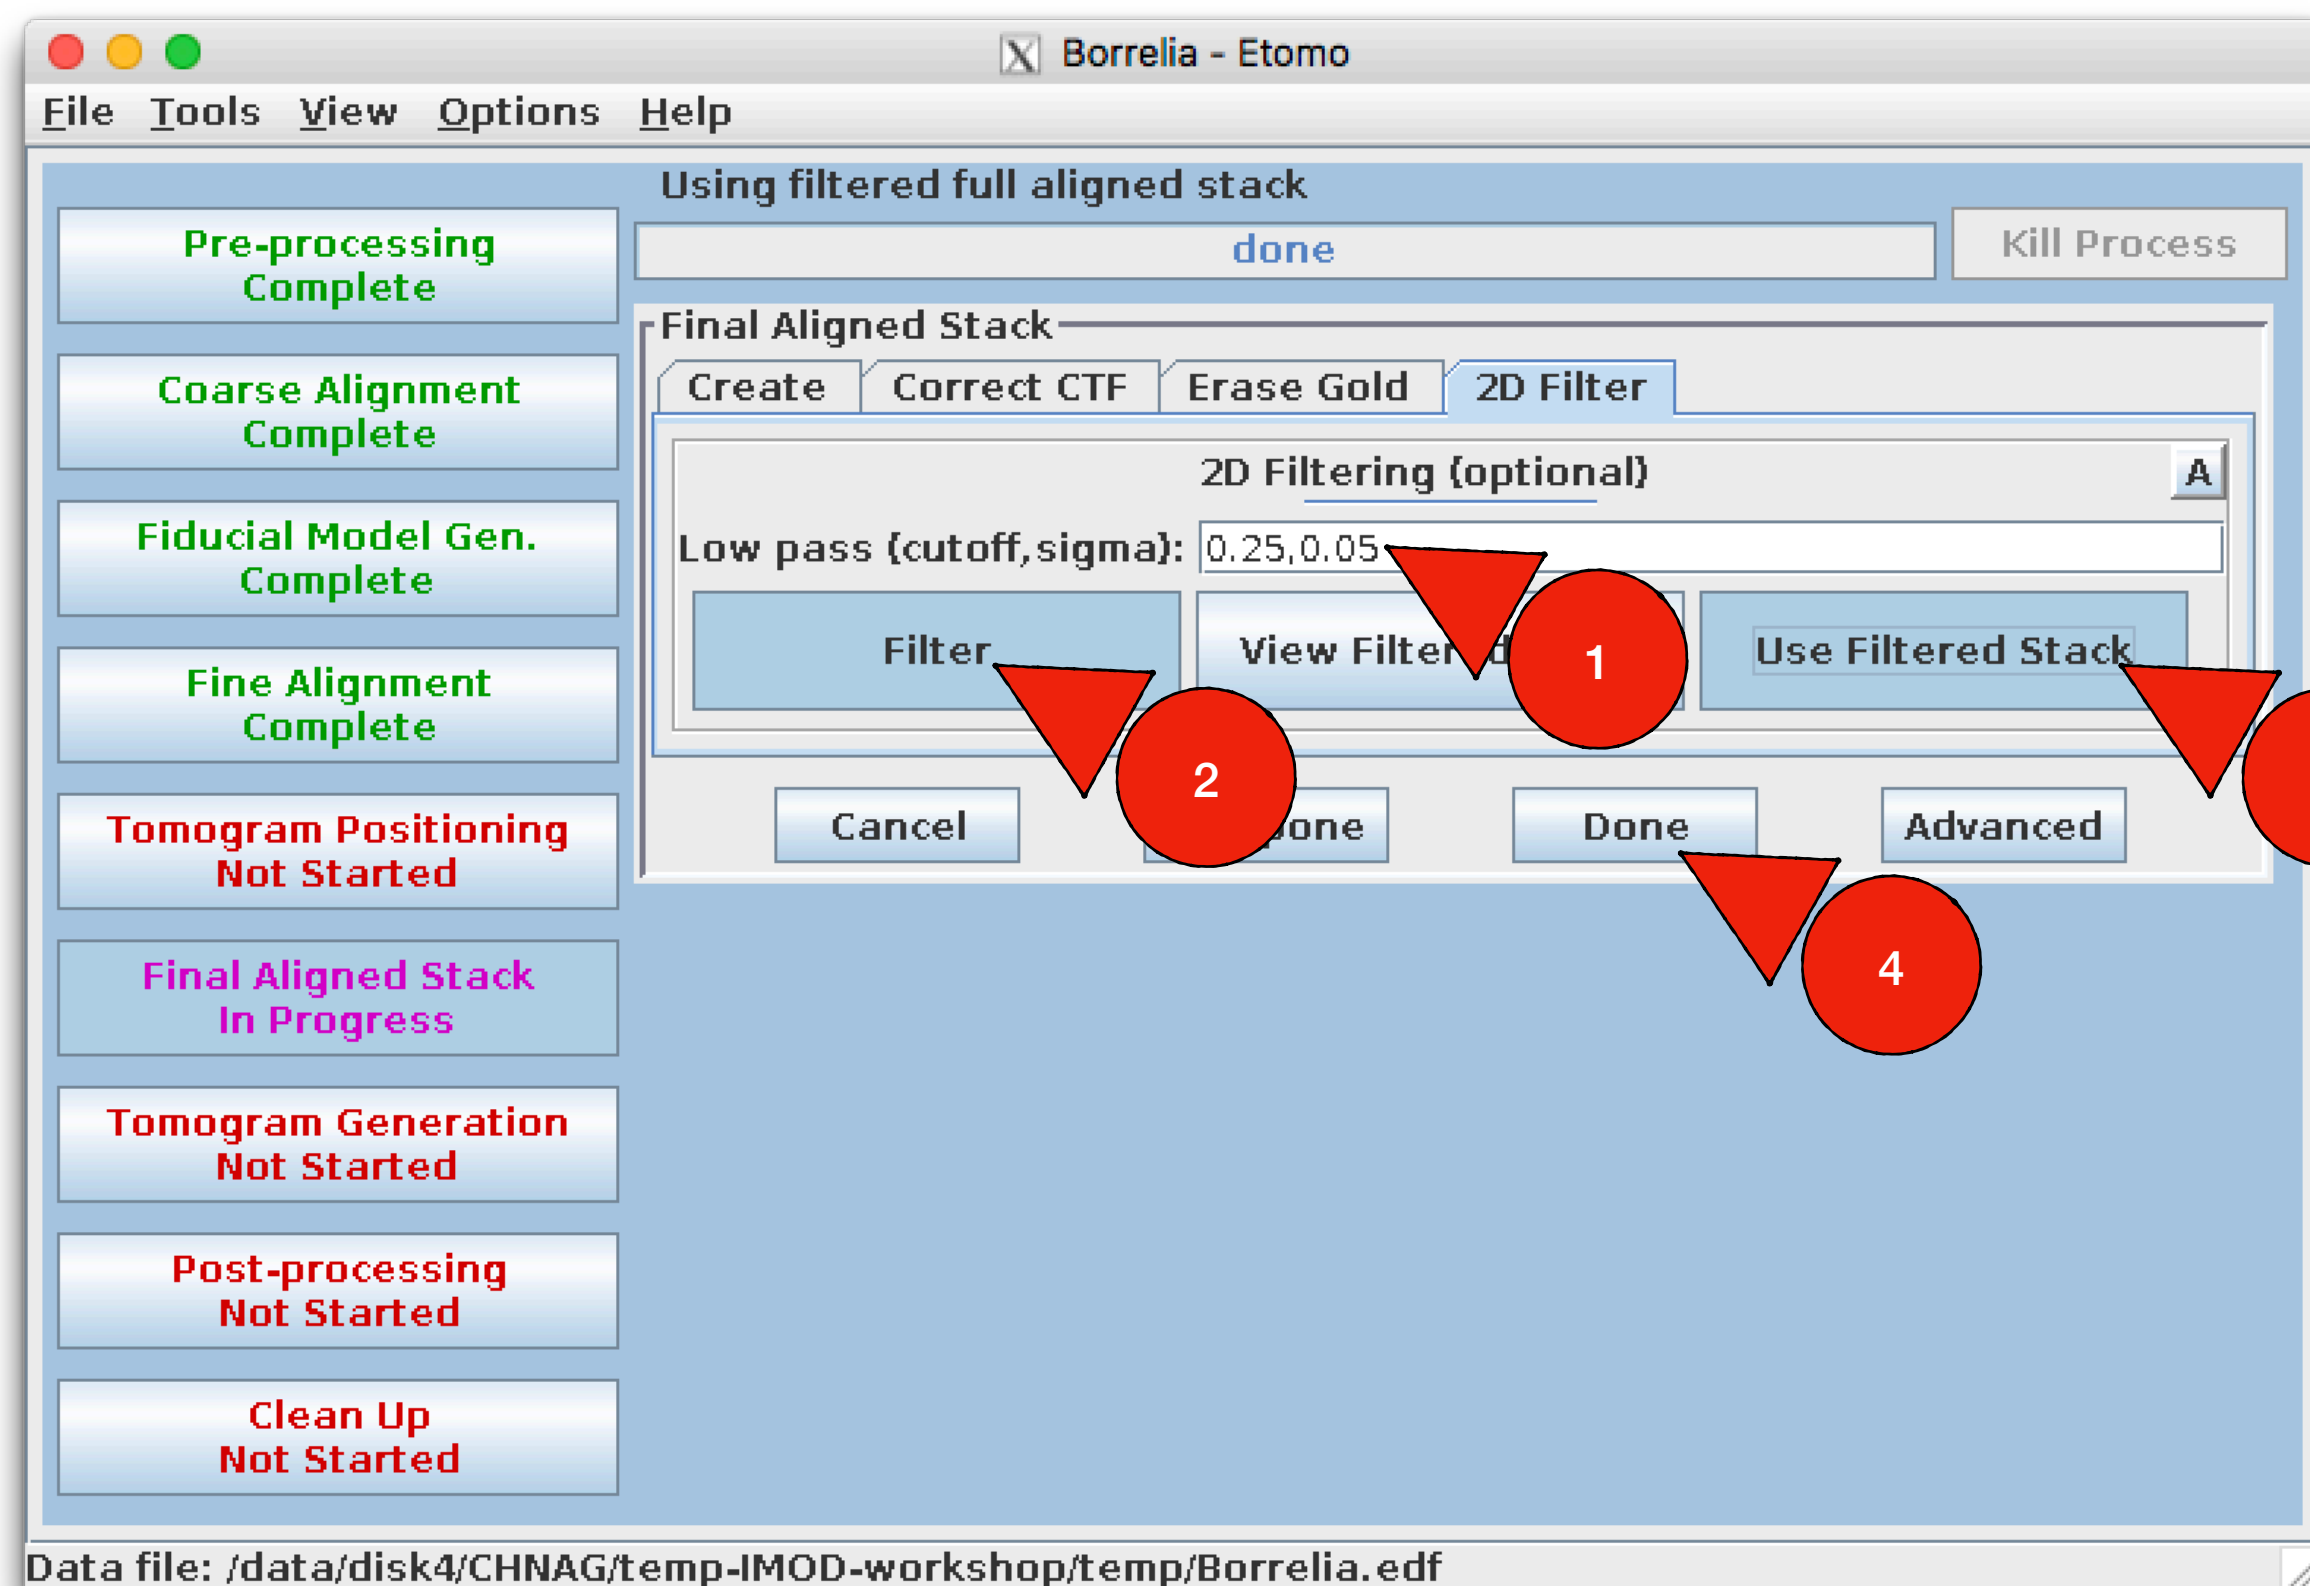 Borrelia - Etomo
File Tools View Options Help
Using filtered full aligned stack
done
Kill Process
Pre-processing
Complete
Coarse Alignment
Complete
Fiducial Model Gen.
Complete
Fine Alignment
Complete
Tomogram Positioning
Not Started
Final Aligned Stack
In Progress
Tomogram Generation
Not Started
Post-processing
Not Started
Clean Up
Not Started
Final Aligned Stack
Create Correct CTF Erase Gold 2D Filter
2D Filtering (optional)
A
Low pass (cutoff,sigma): 0.25,0.05
Filter View Filtered Use Filtered Stack
1
2
Cancel Done Advanced
4
Data file: /data/disk4/CHNAG/temp-IMOD-workshop/temp/Borrelia.edf